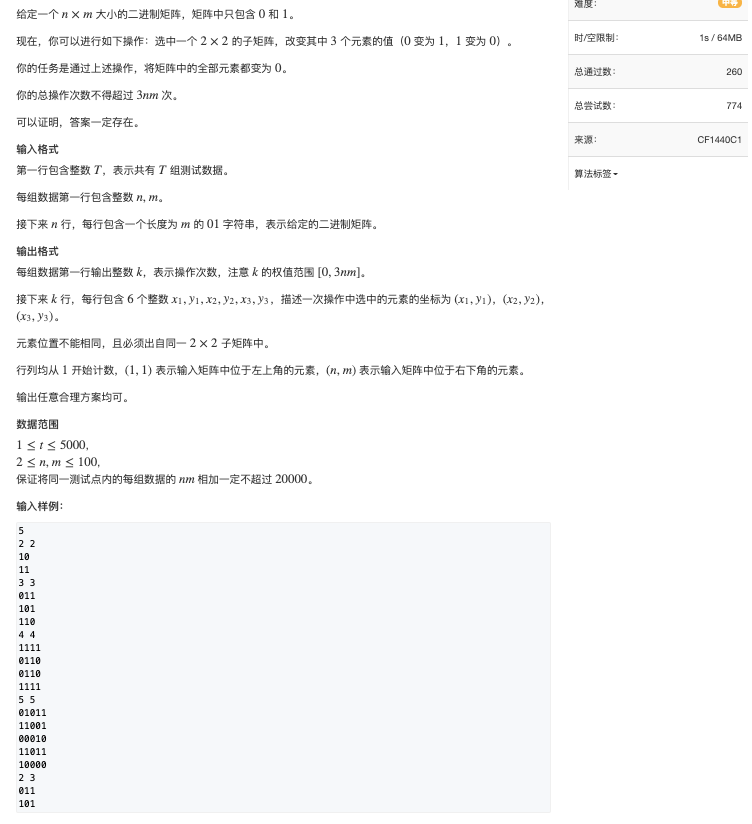 给定一个 n × m 大小的二进制矩阵，矩阵中只包含 0 和 1。
现在，你可以进行如下操作：选中一个 2 × 2 的子矩阵，改变其中 3 个元素的值（0 变为 1，1 变为 0）。
你的任务是通过上述操作，将矩阵中的全部元素都变为 0。
你的总操作次数不得超过 3nm 次。
可以证明，答案一定存在。
输入格式
第一行包含整数 T，表示共有 T 组测试数据。
每组数据第一行包含整数 n, m。
接下来 n 行，每行包含一个长度为 m 的 01 字符串，表示给定的二进制矩阵。
输出格式
每组数据第一行输出整数 k，表示操作次数，注意 k 的权值范围 [0, 3nm]。
接下来 k 行，每行包含 6 个整数 x₁, y₁, x₂, y₂, x₃, y₃，描述一次操作中选中的元素的坐标为 (x₁, y₁)，(x₂, y₂)，
(x₃, y₃)。
元素位置不能相同，且必须出自同一 2 × 2 子矩阵中。
行列均从 1 开始计数，(1, 1) 表示输入矩阵中位于左上角的元素，(n, m) 表示输入矩阵中位于右下角的元素。
输出任意合理方案均可。
数据范围
1 ≤ t ≤ 5000,
2 ≤ n, m ≤ 100,
保证将同一测试点内的每组数据的 nm 相加一定不超过 20000。
输入样例：
5
2 2
10
11
3 3
011
101
110
4 4
1111
0110
0110
1111
5 5
01011
11001
00010
11011
10000
2 3
011
101
难度： 中等
时/空限制： 1s / 64MB
总通过数： 260
总尝试数： 774
来源： CF1440C1
算法标签